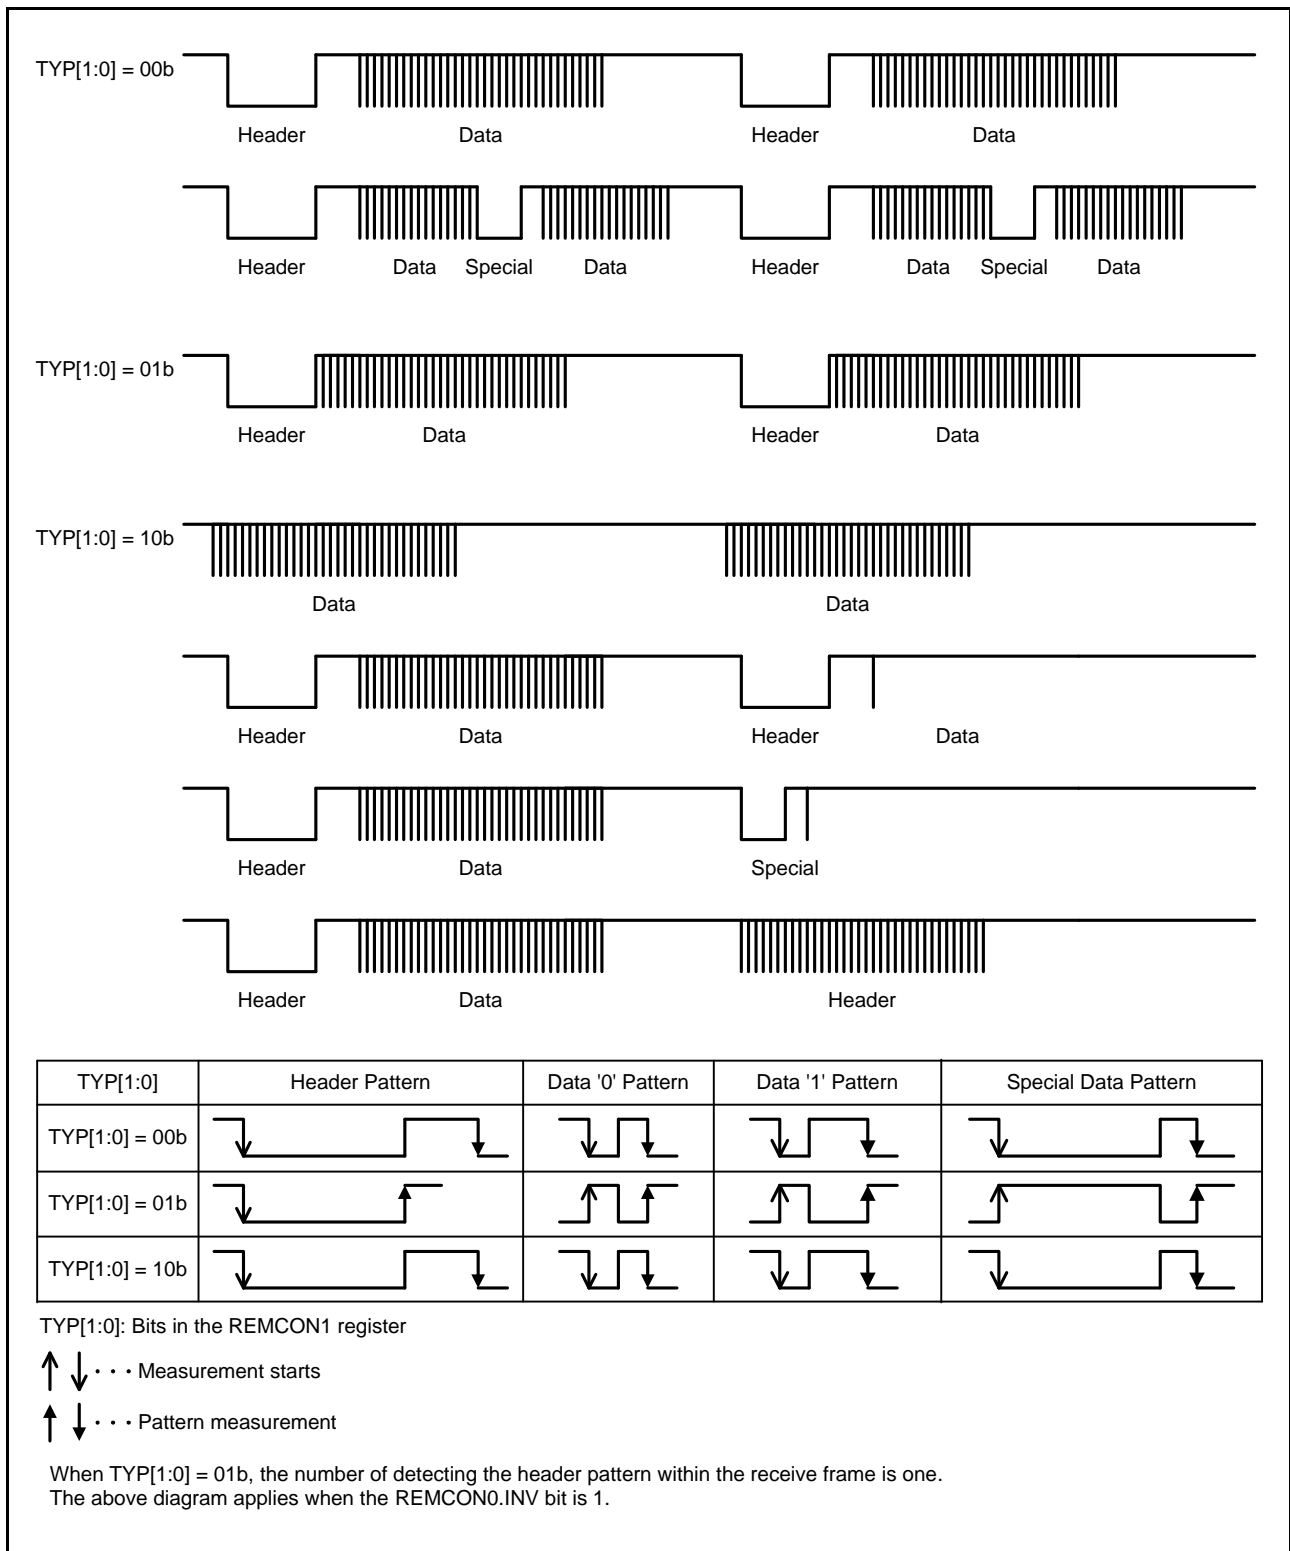 TYP[1:0] = 00b
Header Data Header Data
Header Data Special Data Header Data Special Data
TYP[1:0] = 01b
Header Data Header Data
TYP[1:0] = 10b
Data Data
Header Data Header Data
Header Data Special
Header Data Header
TYP[1:0] Header Pattern Data '0' Pattern Data '1' Pattern Special Data Pattern
TYP[1:0] = 00b
TYP[1:0] = 01b
TYP[1:0] = 10b
TYP[1:0]: Bits in the REMCON1 register
· · · Measurement starts
· · · Pattern measurement
When TYP[1:0] = 01b, the number of detecting the header pattern within the receive frame is one.
The above diagram applies when the REMCON0.INV bit is 1.